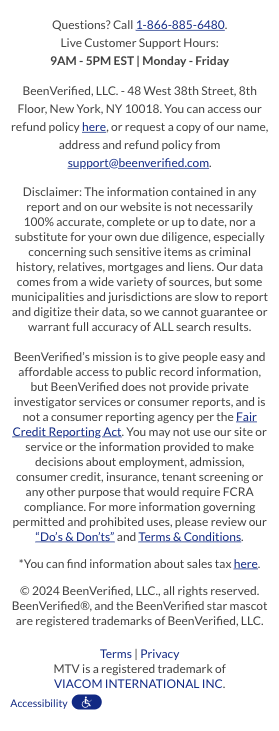 Questions? Call 1-866-885-6480.
Live Customer Support Hours:
9AM - 5PM EST | Monday - Friday
BeenVerified, LLC. - 48 West 38th Street, 8th
Floor, New York, NY 10018. You can access our
refund policy here, or request a copy of our name,
address and refund policy from
support@beenverified.com.
Disclaimer: The information contained in any
report and on our website is not necessarily
100% accurate, complete or up to date, nor a
substitute for your own due diligence, especially
concerning such sensitive items as criminal
history, relatives, mortgages and liens. Our data
comes from a wide variety of sources, but some
municipalities and jurisdictions are slow to report
and digitize their data, so we cannot guarantee or
warrant full accuracy of ALL search results.
BeenVerified’s mission is to give people easy and
affordable access to public record information,
but BeenVerified does not provide private
investigator services or consumer reports, and is
not a consumer reporting agency per the Fair
Credit Reporting Act. You may not use our site or
service or the information provided to make
decisions about employment, admission,
consumer credit, insurance, tenant screening or
any other purpose that would require FCRA
compliance. For more information governing
permitted and prohibited uses, please review our
“Do’s & Don’ts” and Terms & Conditions.
*You can find information about sales tax here.
© 2024 BeenVerified, LLC., all rights reserved.
BeenVerified®, and the BeenVerified star mascot
are registered trademarks of BeenVerified, LLC.
Terms | Privacy
MTV is a registered trademark of
VIACOM INTERNATIONAL INC.
Accessibility